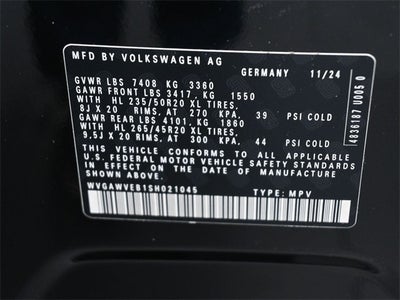 MFD BY VOLKSWAGEN AG
GERMANY 11/24
GVWR LBS 7408 KG 3360
GAWR FRONT LBS 3417, KG 1550
WITH HL 235/50R20 XL TIRES,
8J X 20 RIMS, AT 270 KPA, 39 PSI COLD
GAWR REAR LBS 4101, KG 1860
WITH HL 265/45R20 XL TIRES,
9.5J X 20 RIMS, AT 300 KPA, 44 PSI COLD
THIS VEHICLE CONFORMS TO ALL APPLICABLE
U.S. FEDERAL MOTOR VEHICLE SAFETY STANDARDS
IN EFFECT ON THE DATE OF MANUFACTURE
SHOWN ABOVE.
WVGAWVEB1SH021045 TYPE: MPV
4836187 U005 0